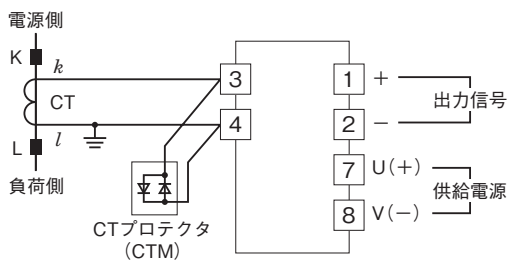 電源側
K
k
CT
l
L
負荷側
CTプロテクタ
（CTM）
3
4
1
+
2
−
出力信号
7
U(+)
8
V(−)
供給電源